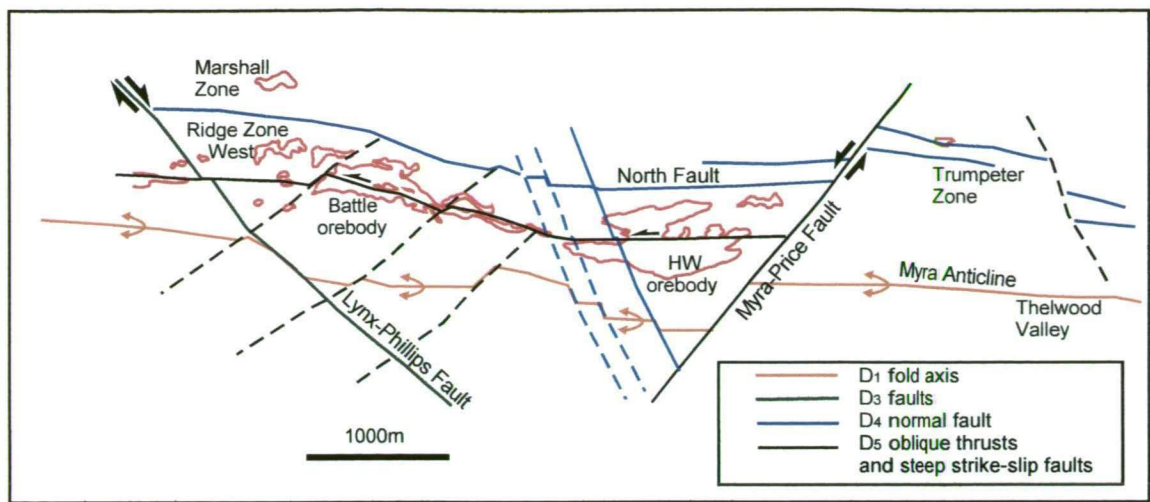 Marshall
Zone
Ridge Zone
West
North Fault
Trumpeter
Zone
Battle
orebody
HW
orebody
Myra-Price Fault
Myra Anticline
Thelwood
Valley
Lynx-Phillips Fault
1000m
D1 fold axis
D3 faults
D4 normal fault
D5 oblique thrusts
and steep strike-slip faults